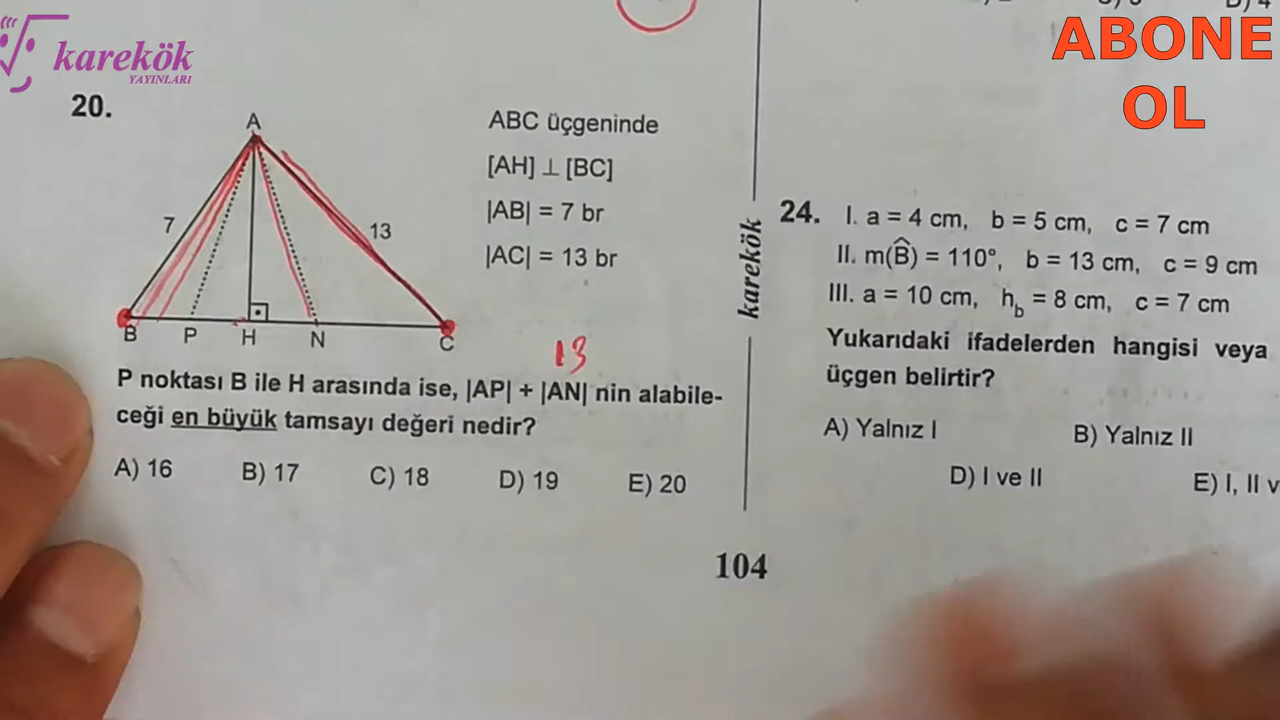 karekök
YAYINLARI
ABONE
OL
20.
A
7
13
B
P
H
N
C
ABC üçgeninde
[AH] ⊥ [BC]
|AB| = 7 br
|AC| = 13 br
13
P noktası B ile H arasında ise, |AP| + |AN| nin alabile-
ceği en büyük tamsayı değeri nedir?
A) 16 B) 17 C) 18 D) 19 E) 20
karekök
24. I. a = 4 cm, b = 5 cm, c = 7 cm
II. m(B̂) = 110°, b = 13 cm, c = 9 cm
III. a = 10 cm, h_b = 8 cm, c = 7 cm
Yukarıdaki ifadelerden hangisi veya
üçgen belirtir?
A) Yalnız I B) Yalnız II
D) I ve II E) I, II v
104